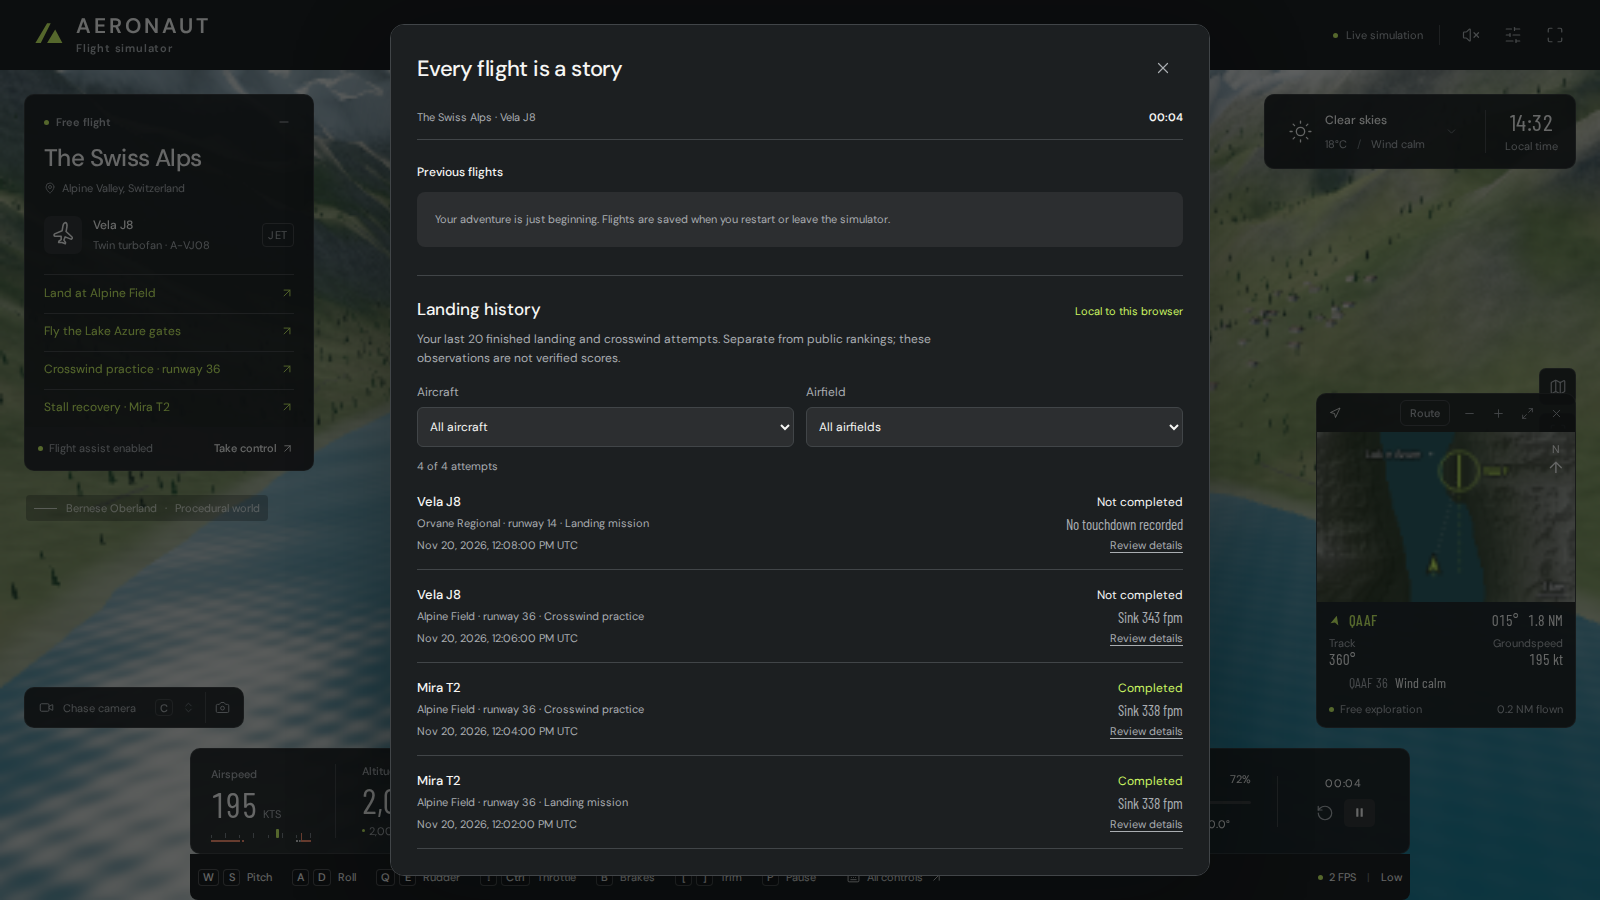 AERONAUT
Flight simulator
Live simulation
Free flight
The Swiss Alps
Alpine Valley, Switzerland
Vela J8
Twin turbofan · A-VJ08
JET
Land at Alpine Field
Fly the Lake Azure gates
Crosswind practice · runway 36
Stall recovery · Mira T2
Flight assist enabled
Take control
Bernese Oberland · Procedural world
Chase camera
C
Every flight is a story
The Swiss Alps · Vela J8
00:04
Previous flights
Your adventure is just beginning. Flights are saved when you restart or leave the simulator.
Landing history
Local to this browser
Your last 20 finished landing and crosswind attempts. Separate from public rankings; these
observations are not verified scores.
Aircraft
Airfield
All aircraft
All airfields
4 of 4 attempts
Vela J8
Not completed
Orvane Regional · runway 14 · Landing mission
No touchdown recorded
Nov 20, 2026, 12:08:00 PM UTC
Review details
Vela J8
Not completed
Alpine Field · runway 36 · Crosswind practice
Sink 343 fpm
Nov 20, 2026, 12:06:00 PM UTC
Review details
Mira T2
Completed
Alpine Field · runway 36 · Crosswind practice
Sink 338 fpm
Nov 20, 2026, 12:04:00 PM UTC
Review details
Mira T2
Completed
Alpine Field · runway 36 · Landing mission
Sink 338 fpm
Nov 20, 2026, 12:02:00 PM UTC
Review details
Clear skies
18°C / Wind calm
14:32
Local time
Route
N
QAAF
015° 1.8 NM
Track
Groundspeed
360°
195 kt
QAAF 36 Wind calm
Free exploration
0.2 NM flown
Airspeed
195 KTS
72%
00:04
W S Pitch
A D Roll
Q E Rudder
Ctrl Throttle
B Brakes
[ ] Trim
P Pause
All controls
2 FPS | Low